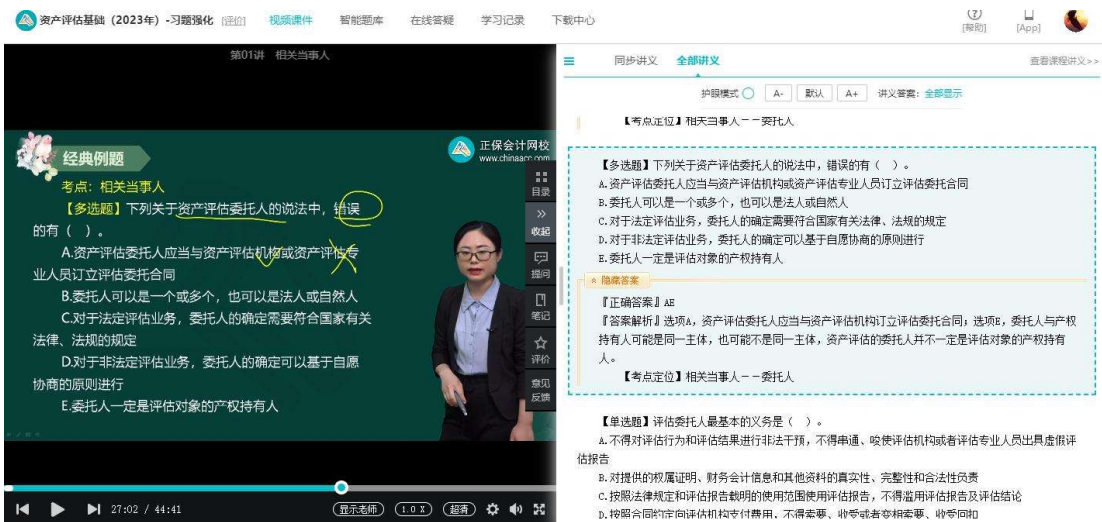 资产评估基础（2023年）-习题强化 [评价] 视频课件 智能题库 在线答疑 学习记录 下载中心 [帮助] [App]
第01讲 相关当事人
同步讲义 全部讲义 查看课程讲义>>
护眼模式 A- 默认 A+ 讲义答案：全部显示
经典例题
正保会计网校
www.chinaacc.com
考点：相关当事人
【多选题】下列关于资产评估委托人的说法中，错误
的有（ ）。
A.资产评估委托人应当与资产评估机构或资产评估专
业人员订立评估委托合同
B.委托人可以是一个或多个，也可以是法人或自然人
C.对于法定评估业务，委托人的确定需要符合国家有关
法律、法规的规定
D.对于非法定评估业务，委托人的确定可以基于自愿
协商的原则进行
E.委托人一定是评估对象的产权持有人
目录
收起
提问
笔记
评价
意见
反馈
27:02 / 44:41 显示老师 1.0 X 超清
【考点定位】相关当事人——委托人
【多选题】下列关于资产评估委托人的说法中，错误的有（ ）。
A.资产评估委托人应当与资产评估机构或资产评估专业人员订立评估委托合同
B.委托人可以是一个或多个，也可以是法人或自然人
C.对于法定评估业务，委托人的确定需要符合国家有关法律、法规的规定
D.对于非法定评估业务，委托人的确定可以基于自愿协商的原则进行
E.委托人一定是评估对象的产权持有人
隐藏答案
『正确答案』AE
『答案解析』选项A，资产评估委托人应当与资产评估机构订立评估委托合同；选项E，委托人与产权
持有人可能是同一主体，也可能不是同一主体，资产评估的委托人并不一定是评估对象的产权持有
人。
【考点定位】相关当事人——委托人
【单选题】评估委托人最基本的义务是（ ）。
A.不得对评估行为和评估结果进行非法干预，不得串通、唆使评估机构或者评估专业人员出具虚假评
估报告
B.对提供的权属证明、财务会计信息和其他资料的真实性、完整性和合法性负责
C.按照法律规定和评估报告载明的使用范围使用评估报告，不得滥用评估报告及评估结论
D.按照合同约定向评估机构支付费用，不得索要、收受或者变相索要、收受回扣